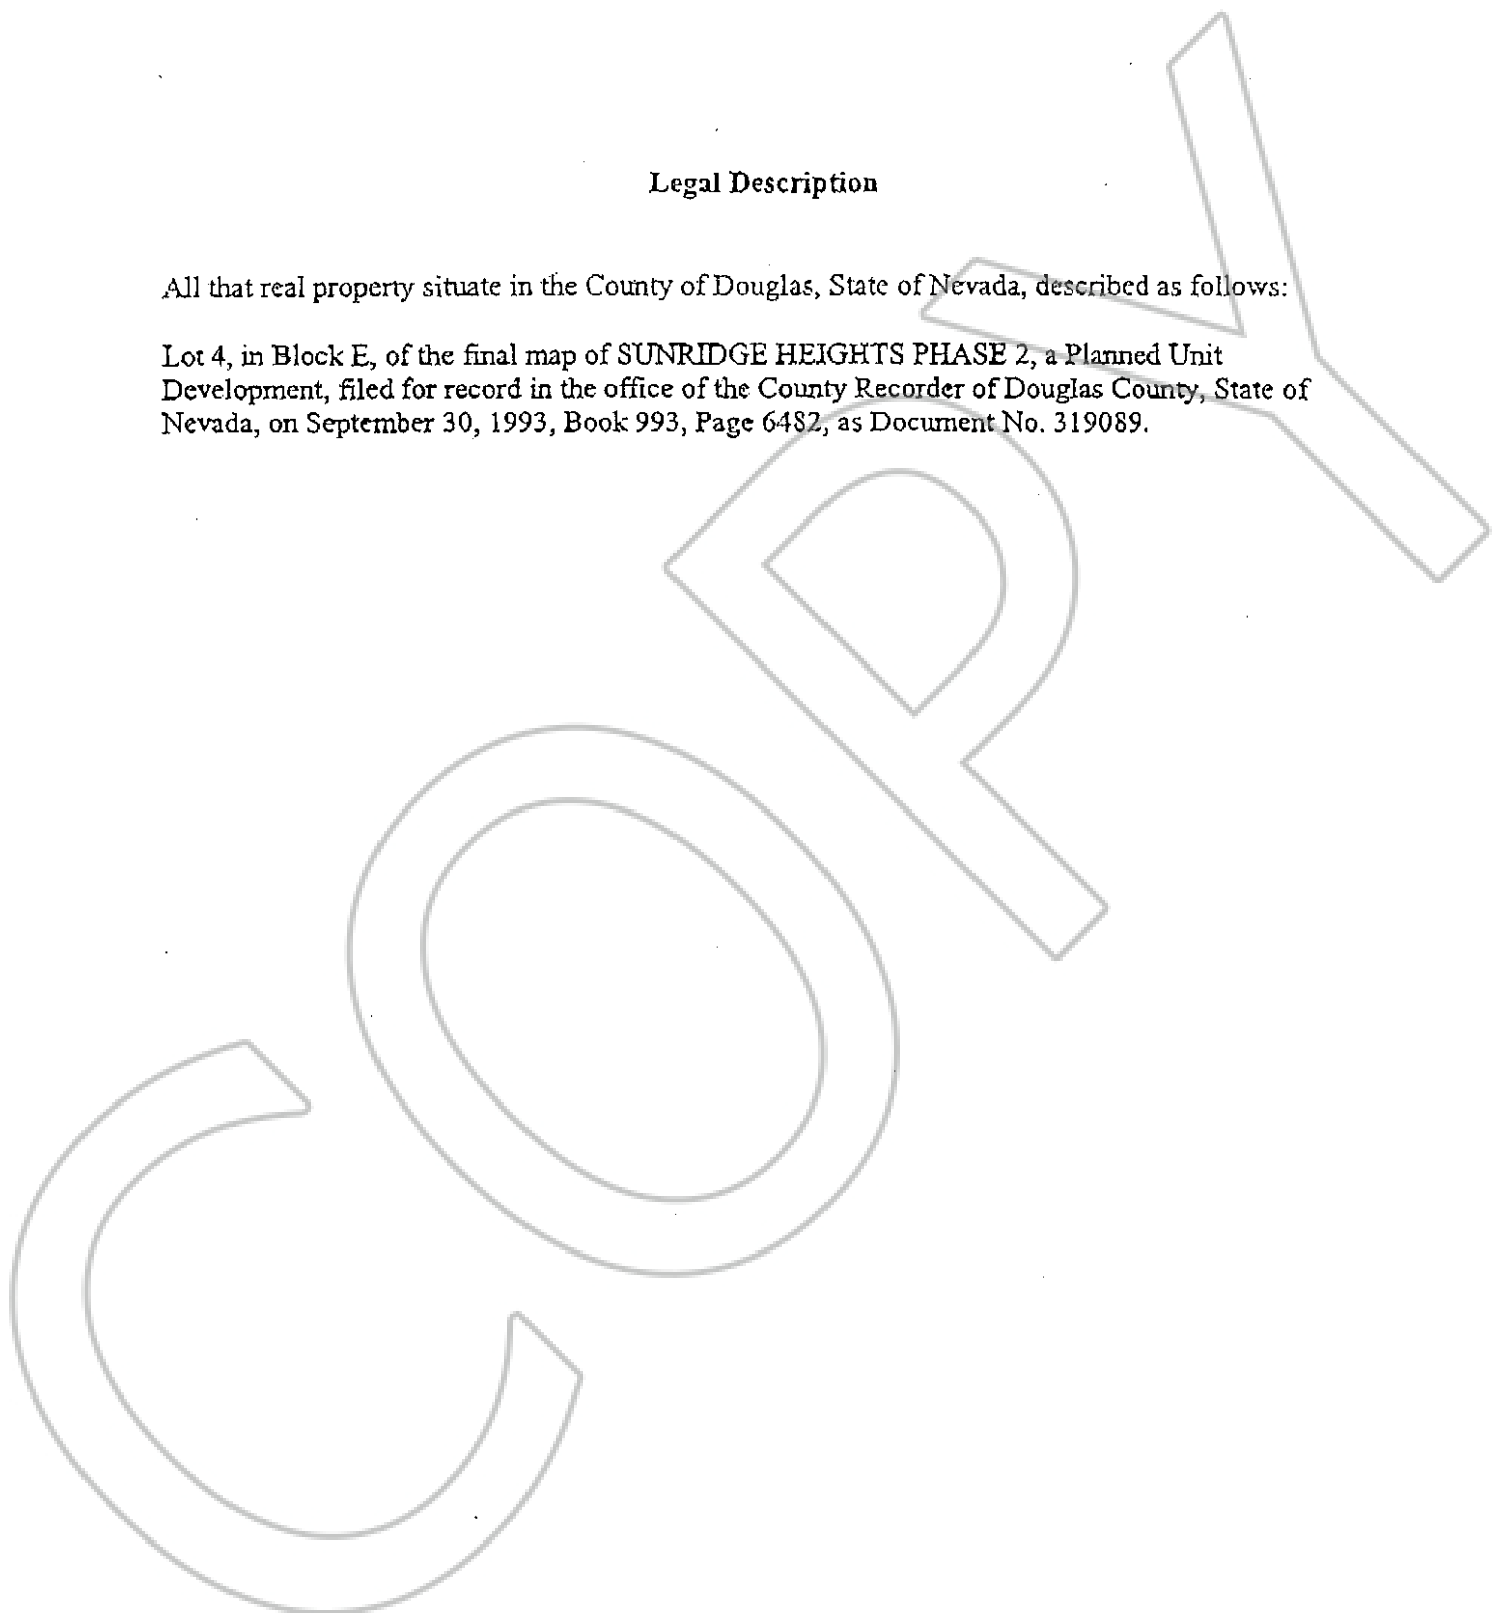 Legal Description
All that real property situate in the County of Douglas, State of Nevada, described as follows:
Lot 4, in Block E, of the final map of SUNRIDGE HEIGHTS PHASE 2, a Planned Unit
Development, filed for record in the office of the County Recorder of Douglas County, State of
Nevada, on September 30, 1993, Book 993, Page 6482, as Document No. 319089.
COPY